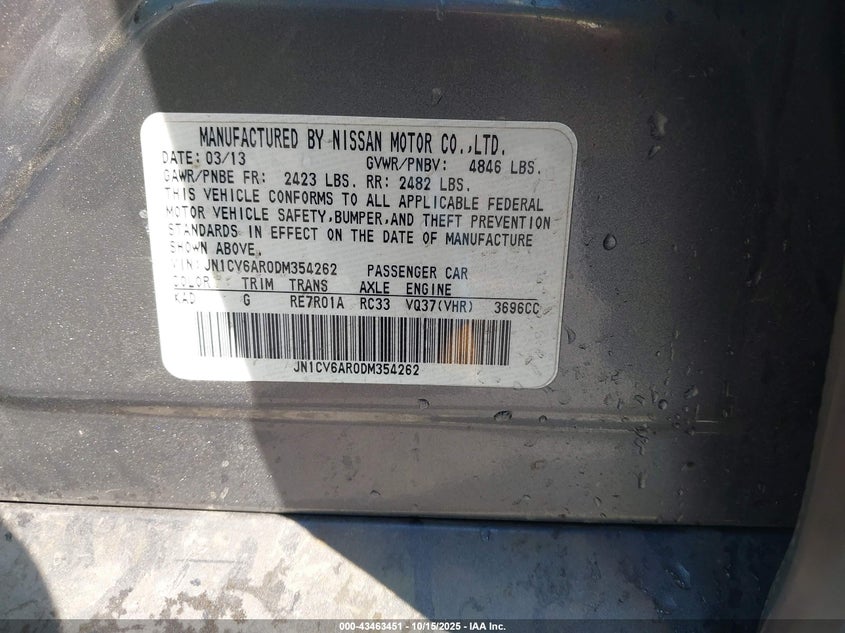 MANUFACTURED BY NISSAN MOTOR CO.,LTD.
DATE: 03/13 GVWR/PNBV: 4846 LBS.
GAWR/PNBE FR: 2423 LBS. RR: 2482 LBS.
THIS VEHICLE CONFORMS TO ALL APPLICABLE FEDERAL
MOTOR VEHICLE SAFETY,BUMPER,AND THEFT PREVENTION
STANDARDS IN EFFECT ON THE DATE OF MANUFACTURE
SHOWN ABOVE.
VIN: JN1CV6AR0DM354262 PASSENGER CAR
COLOR TRIM TRANS AXLE ENGINE
KAD G RE7R01A RC33 VQ37(VHR) 3696CC
JN1CV6AR0DM354262
000-43463451 - 10/15/2025 - IAA Inc.